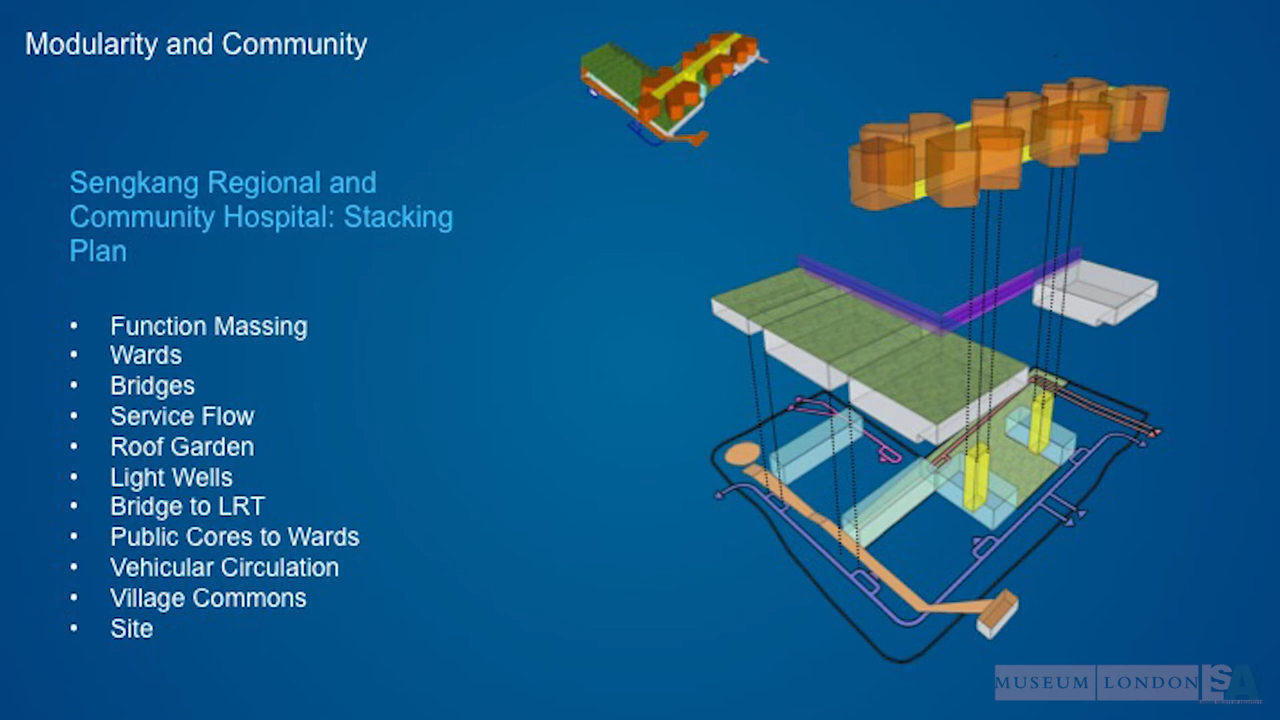 Modularity and Community
Sengkang Regional and
Community Hospital: Stacking
Plan
• Function Massing
• Wards
• Bridges
• Service Flow
• Roof Garden
• Light Wells
• Bridge to LRT
• Public Cores to Wards
• Vehicular Circulation
• Village Commons
• Site
MUSEUM LONDON ISA